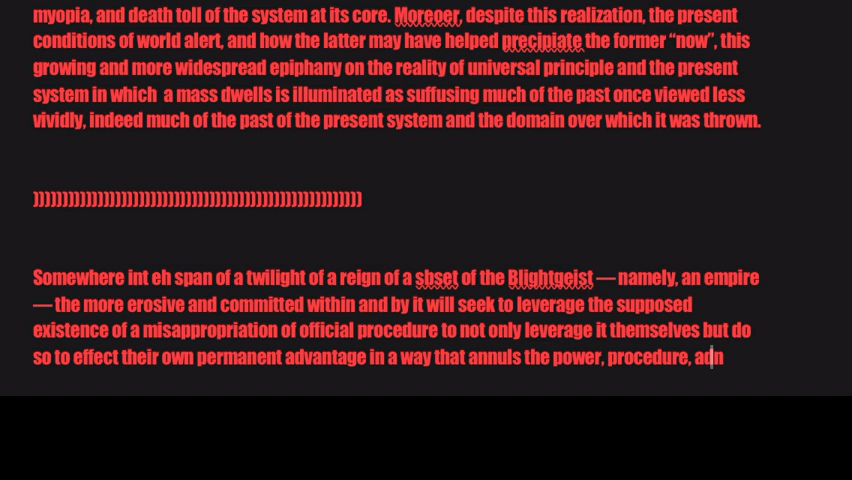 myopia, and death toll of the system at its core. Moreoer, despite this realization, the present
conditions of world alert, and how the latter may have helped precipiate the former “now”, this
growing and more widespread epiphany on the reality of universal principle and the present
system in which  a mass dwells is illuminated as suffusing much of the past once viewed less
vividly, indeed much of the past of the present system and the domain over which it was thrown.
))))))))))))))))))))))))))))))))))))))))))))))))))))))))
Somewhere int eh span of a twilight of a reign of a sbset of the Blightgeist — namely, an empire
— the more erosive and committed within and by it will seek to leverage the supposed
existence of a misappropriation of official procedure to not only leverage it themselves but do
so to effect their own permanent advantage in a way that annuls the power, procedure, adn